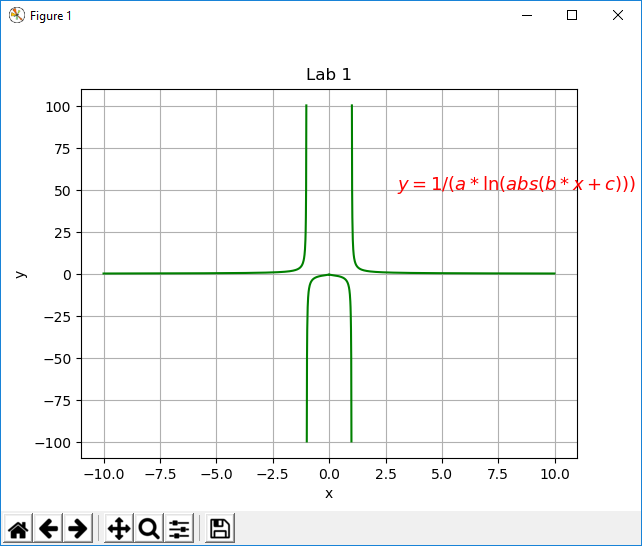 Figure 1
Lab 1
100
75
50
25
0
−25
−50
−75
−100
y
y = 1/(a * ln(abs(b * x + c)))
−10.0 −7.5 −5.0 −2.5 0.0 2.5 5.0 7.5 10.0
x